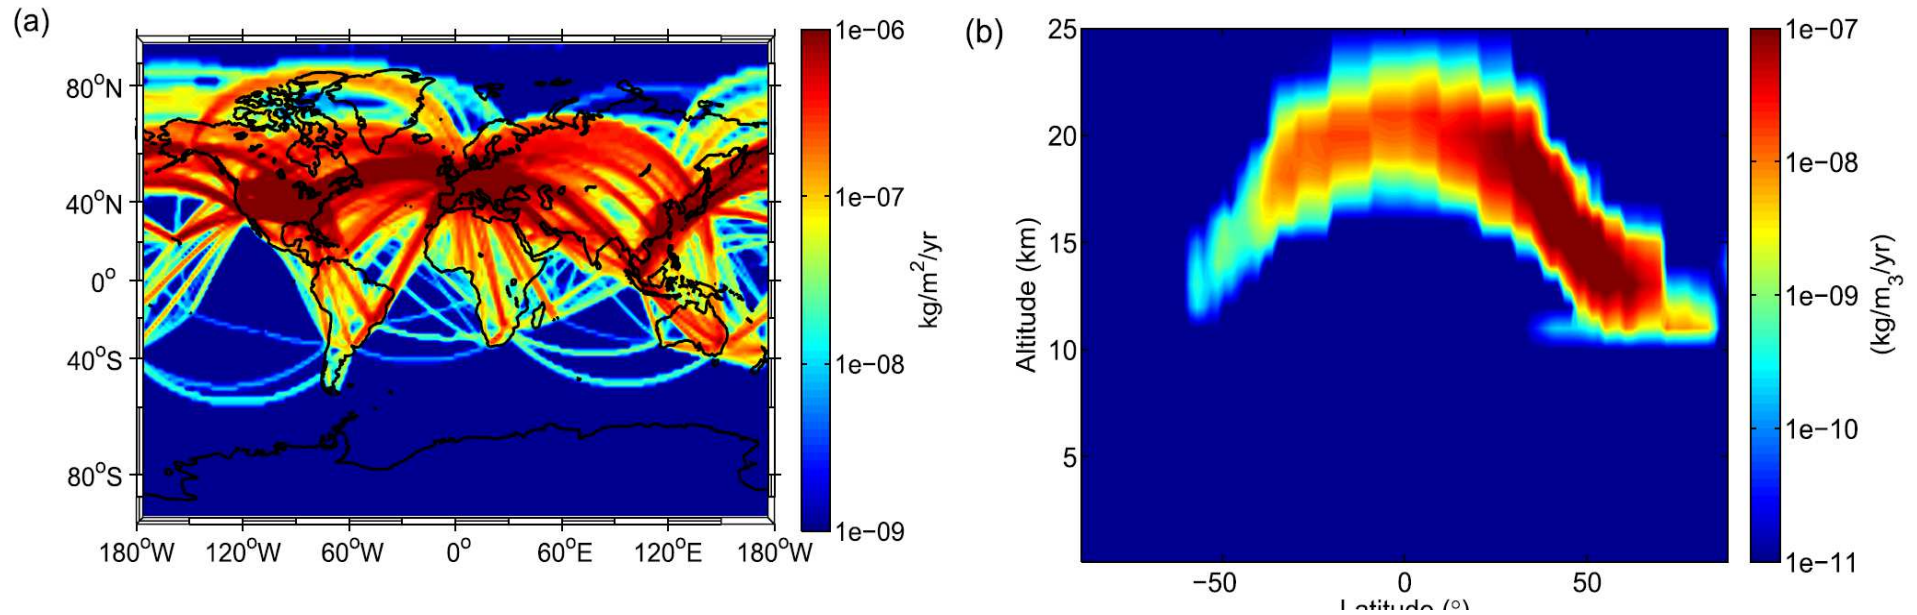 (a)
80°N
40°N
0°
40°S
80°S
180°W 120°W 60°W 0° 60°E 120°E 180°W
1e−06
1e−07
1e−08
1e−09
kg/m²/yr
(b)
25
20
15
10
5
Altitude (km)
−50 0 50
Latitude (°)
1e−07
1e−08
1e−09
1e−10
1e−11
(kg/m₃/yr)